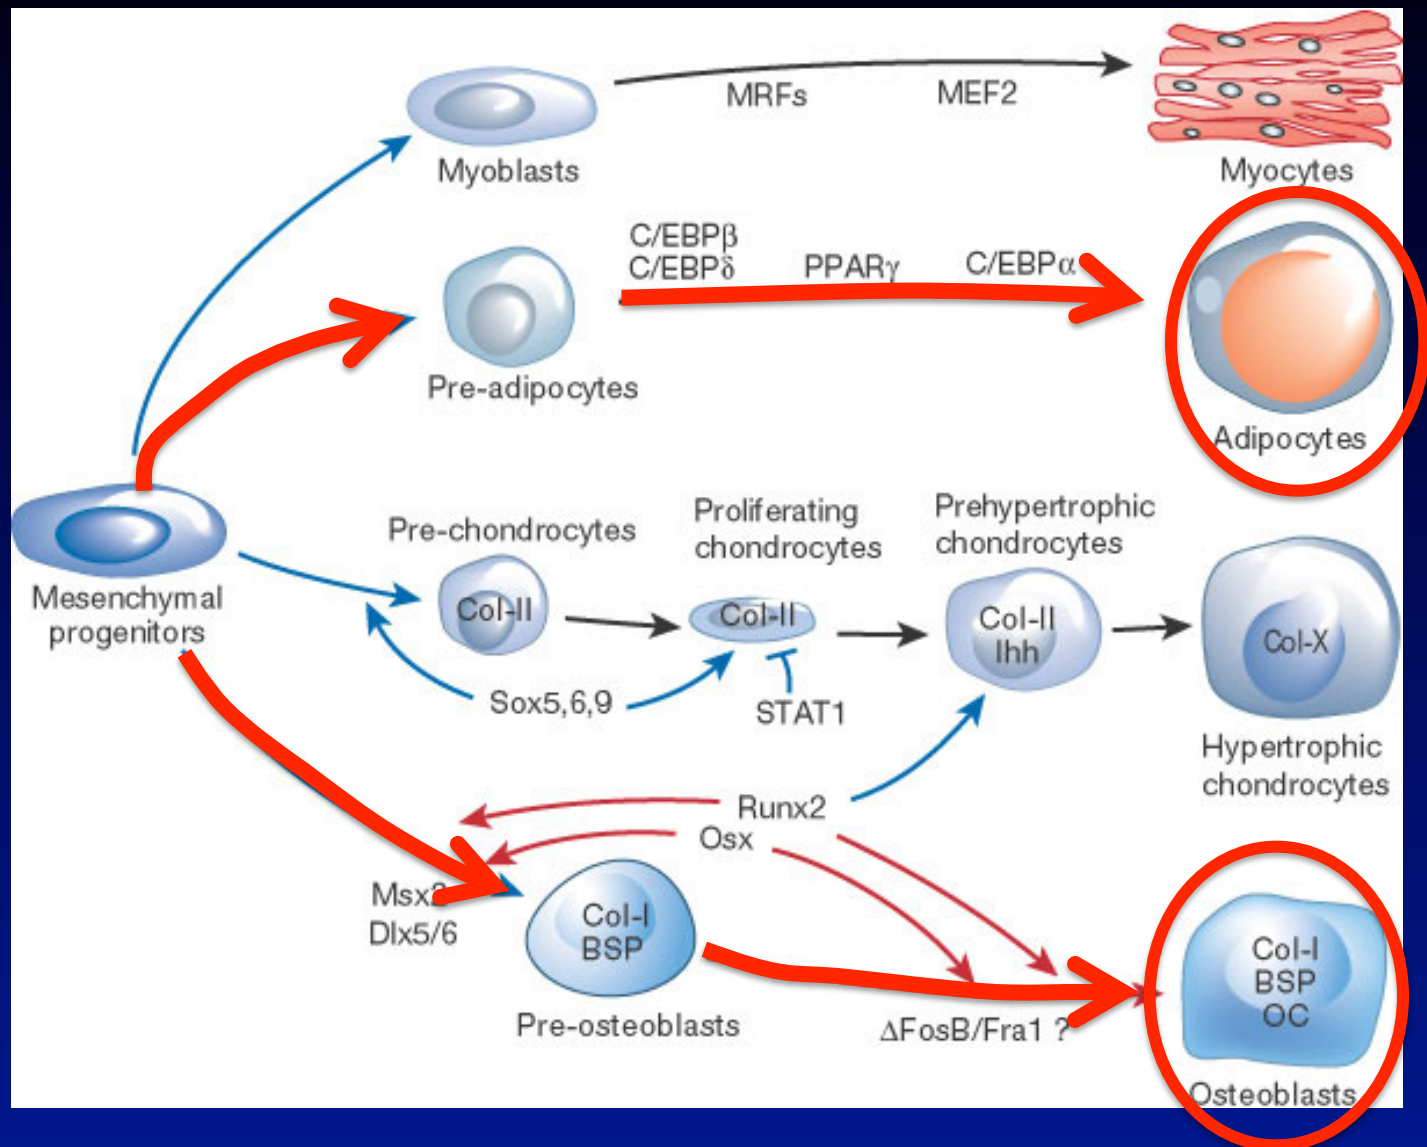 MRFs MEF2
Myoblasts
Myocytes
C/EBPβ
C/EBPδ
PPARγ
C/EBPα
Pre-adipocytes
Adipocytes
Mesenchymal
progenitors
Pre-chondrocytes
Col-II
Proliferating
chondrocytes
Col-II
Prehypertrophic
chondrocytes
Col-II
Ihh
Col-X
Hypertrophic
chondrocytes
Sox5,6,9
STAT1
Runx2
Osx
Msx2
Dlx5/6
Col-I
BSP
Pre-osteoblasts
ΔFosB/Fra1 ?
Col-I
BSP
OC
Osteoblasts